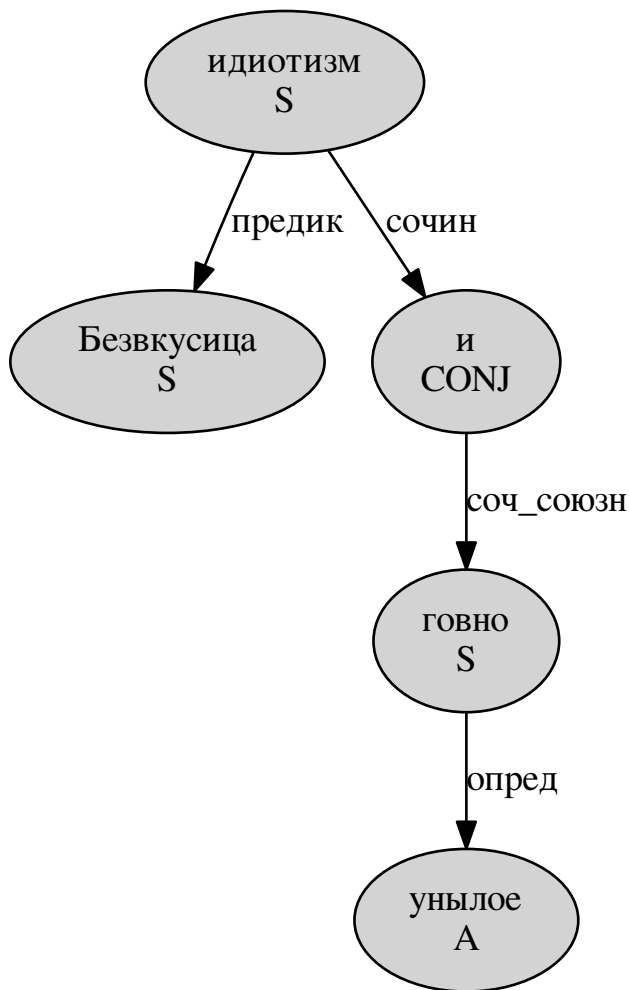 идиотизм
S
предик
сочин
Безвкусица
S
и
CONJ
соч_союзн
говно
S
опред
унылое
A